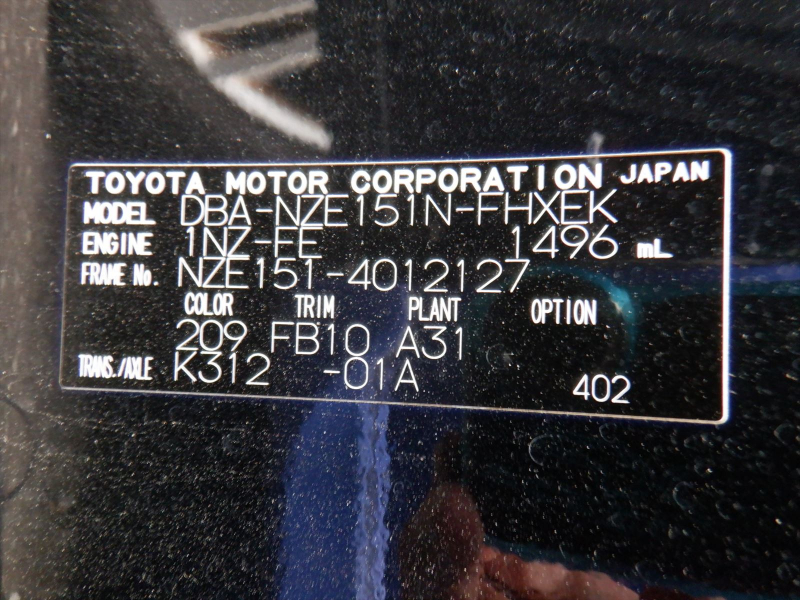 TOYOTA MOTOR CORPORATION JAPAN
MODEL DBA-NZE151N-FHXEK
ENGINE 1NZ-FE 1496 mL
FRAME No. NZE151-4012127
COLOR TRIM PLANT OPTION
209 FB10 A31
TRANS./AXLE K312 -01A 402